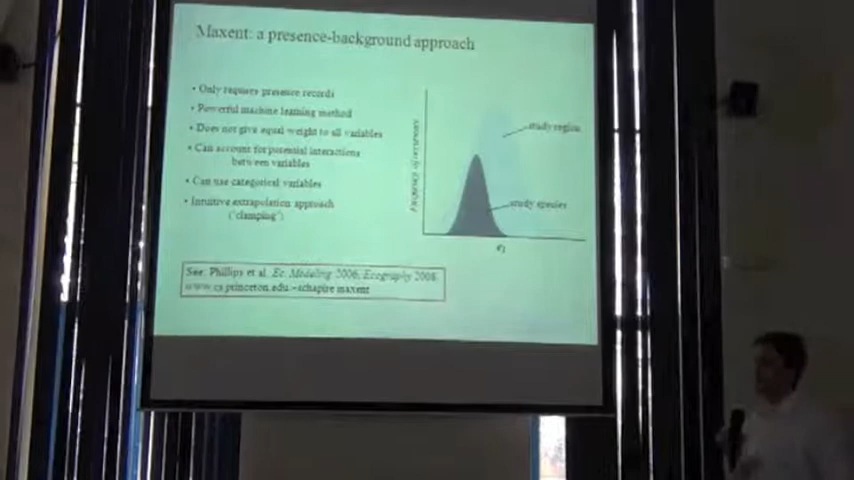 Maxent: a presence-background approach
• Only requires presence records
• Powerful machine learning method
• Does not give equal weight to all variables
• Can account for potential interactions
between variables
• Can use categorical variables
• Intuitive extrapolation approach
("clamping")
study region
study species
e1
See: Phillips et al. Ec. Modeling 2006; Ecography 2008;
www.cs.princeton.edu/~schapire/maxent